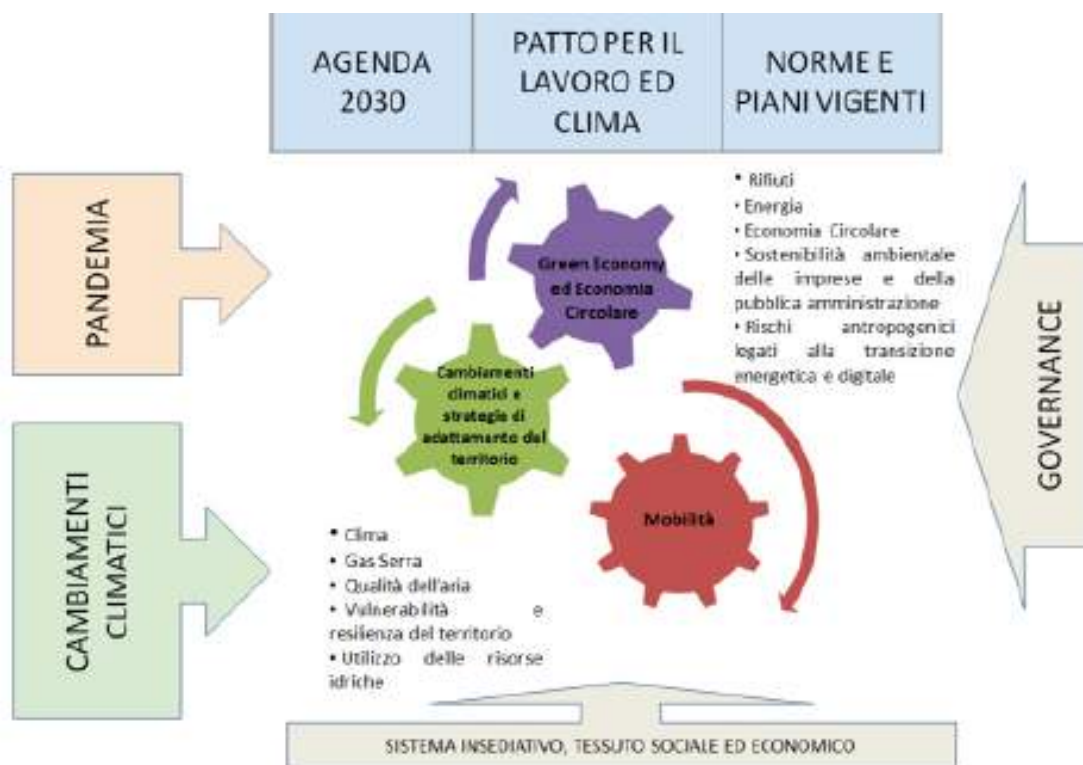 AGENDA
2030
PATTO PER IL
LAVORO ED
CLIMA
NORME E
PIANI VIGENTI
PANDEMIA
CAMBIAMENTI
CLIMATICI
Green Economy
ed Economia
Circolare
Cambiamenti
climatici e
strategie di
adattamento del
territorio
Mobilità
• Rifiuti
• Energia
• Economia Circolare
• Sostenibilità ambientale
delle imprese e della
pubblica amministrazione
• Rischi antropogenici
legati alla transizione
energetica e digitale
• Clima
• Gas Serra
• Qualità dell'aria
• Vulnerabilità e
resilienza del territorio
• Utilizzo delle risorse
idriche
GOVERNANCE
SISTEMA INSEDIATIVO, TESSUTO SOCIALE ED ECONOMICO